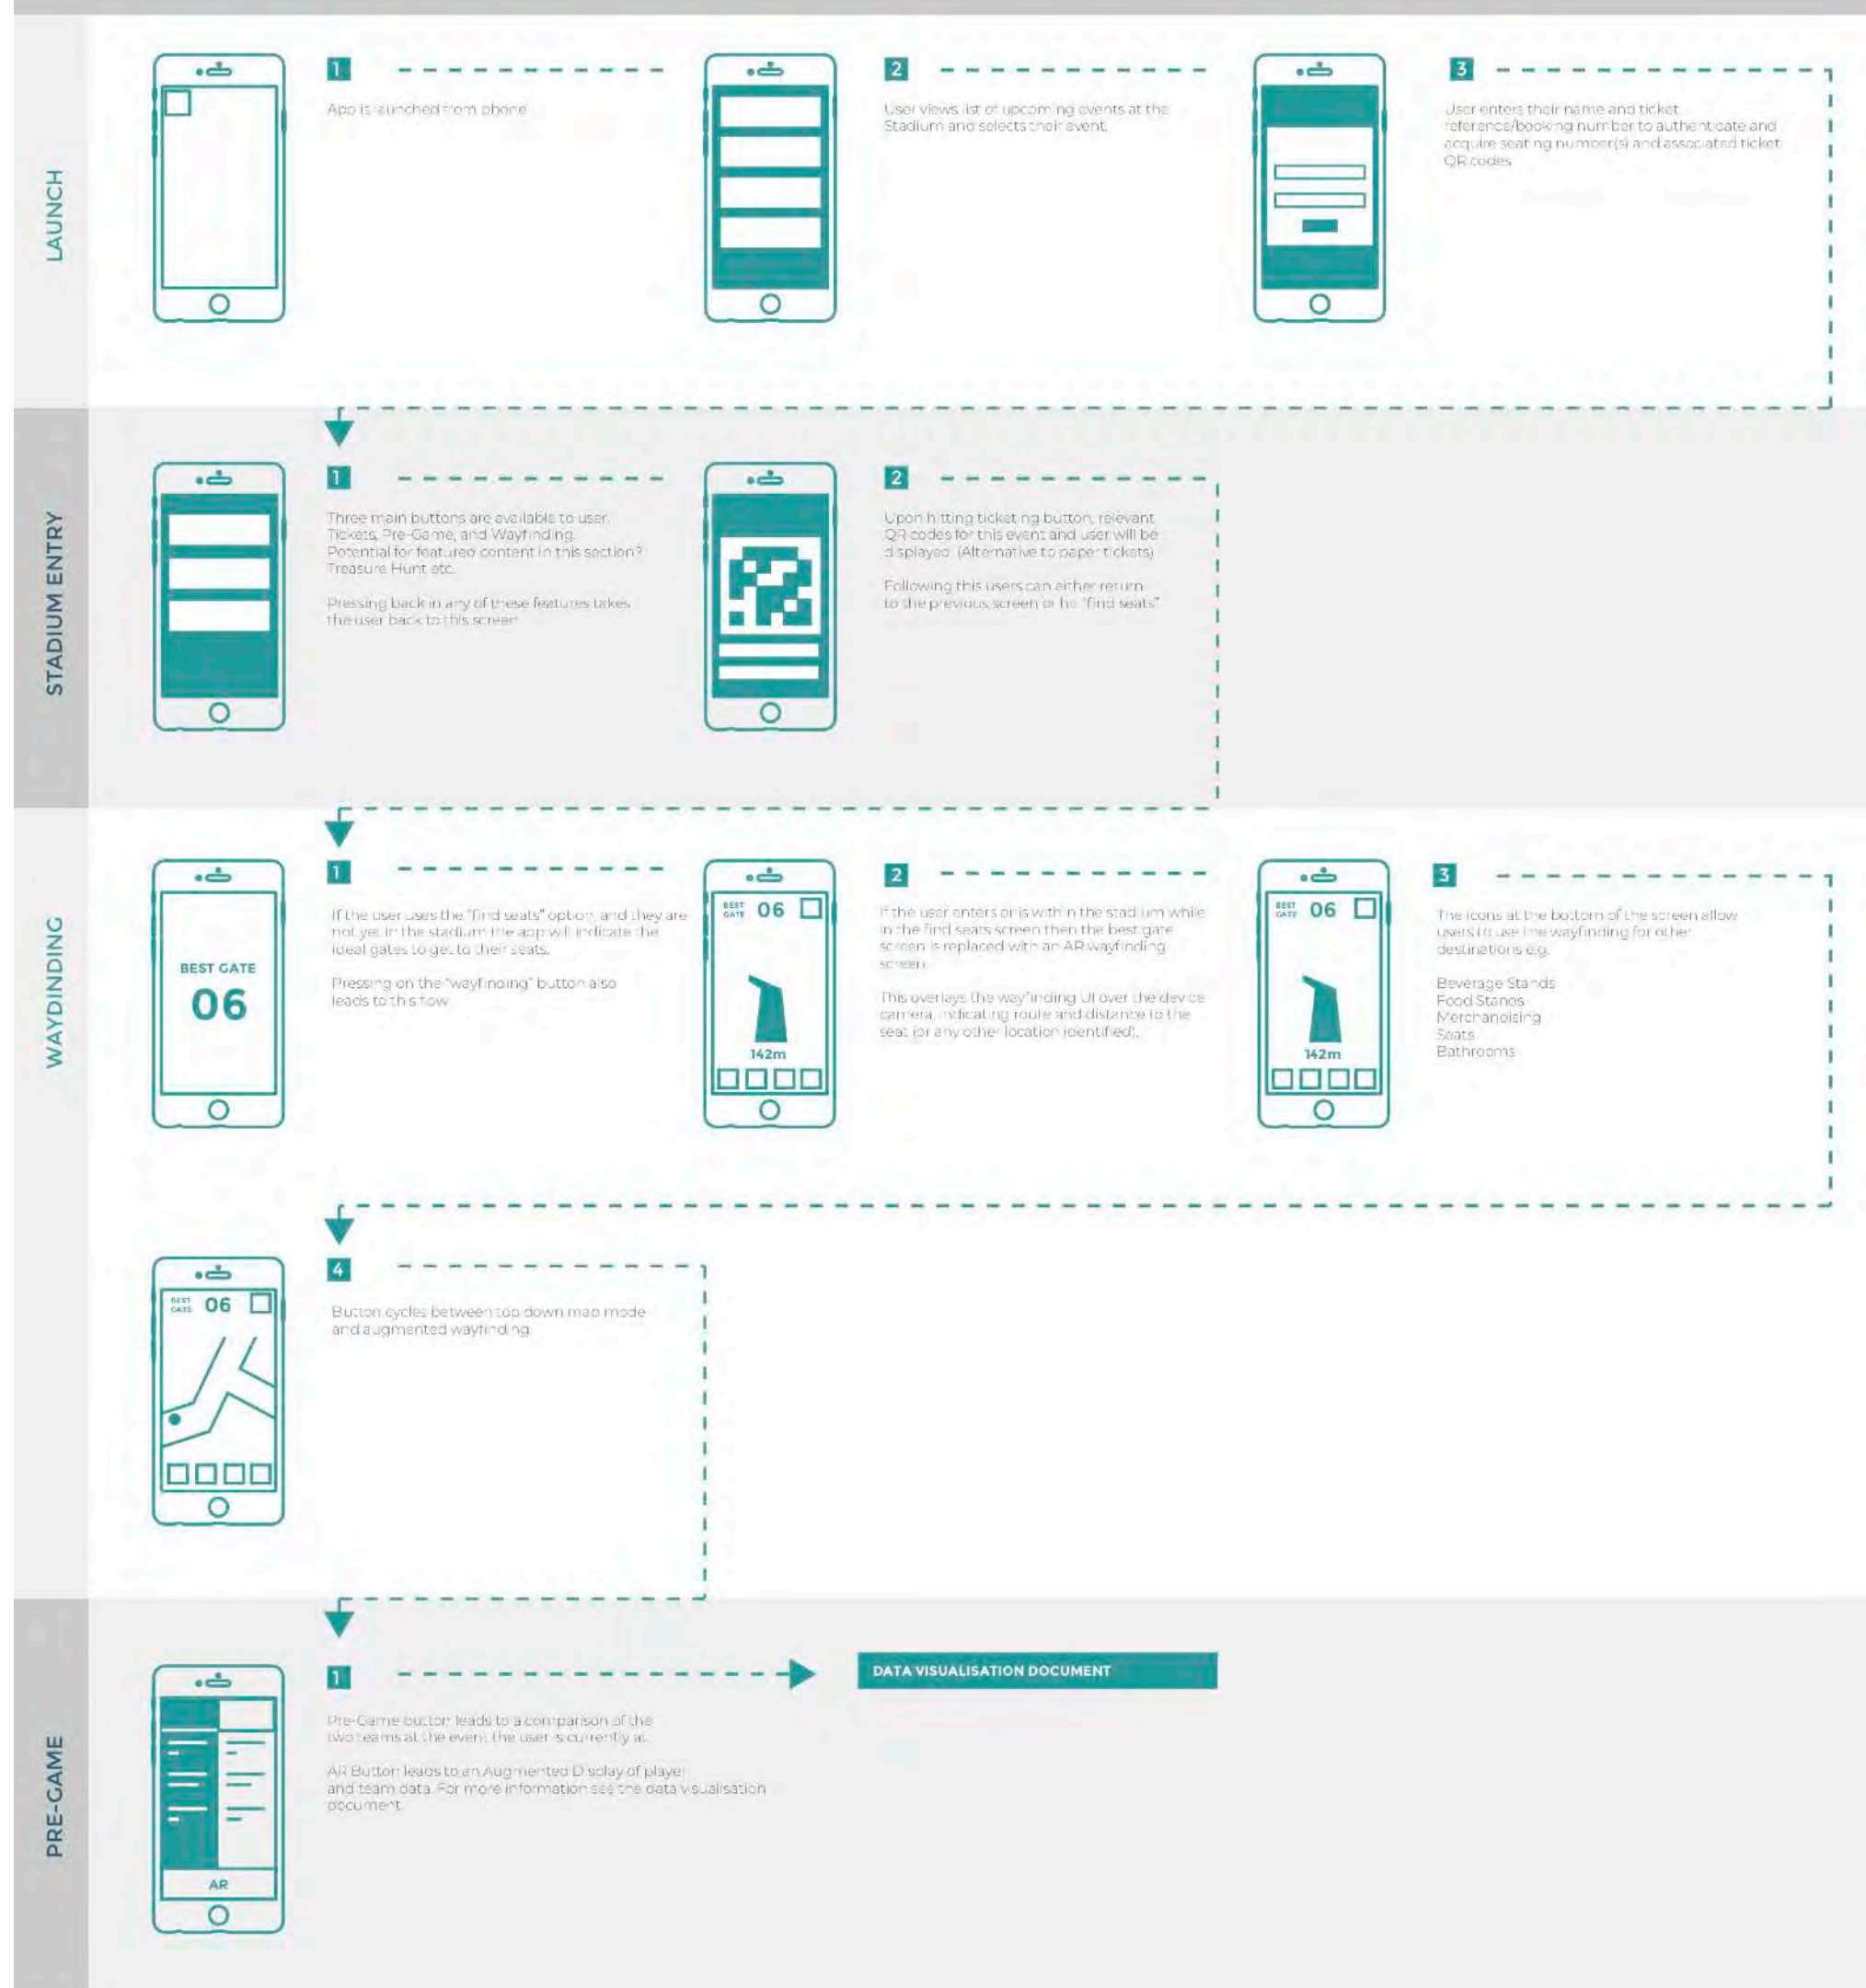 LAUNCH
1
App is launched from phone
2
User views list of upcoming events at the
Stadium and selects their event.
3
User enters their name and ticket
reference/booking number to authenticate and
acquire seating number(s) and associated ticket
QR codes
STADIUM ENTRY
1
Three main buttons are available to user.
Tickets, Pre-Game, and Wayfinding.
Potential for featured content in this section?
Treasure Hunt etc.
Pressing back in any of these features takes
the user back to this screen
2
Upon hitting ticketing button, relevant
QR codes for this event and user will be
displayed. (Alternative to paper tickets)
Following this users can either return
to the previous screen or hit "find seats"
WAYDINDING
BEST GATE
06
1
If the user uses the "find seats" option, and they are
not yet in the stadium the app will indicate the
ideal gates to get to their seats.
Pressing on the "wayfinding" button also
leads to this flow
BEST
GATE 06
142m
2
If the user enters or is within the stadium while
in the find seats screen then the best gate
screen is replaced with an AR wayfinding
screen.
This overlays the wayfinding UI over the device
camera, indicating route and distance to the
seat (or any other location identified).
BEST
GATE 06
142m
3
The icons at the bottom of the screen allow
users to use the wayfinding for other
destinations e.g.
Beverage Stands
Food Stands
Merchandising
Seats
Bathrooms
BEST
GATE 06
4
Button cycles between top down map mode
and augmented wayfinding
PRE-GAME
AR
1
Pre-Game button leads to a comparison of the
two teams at the event the user is currently at.
AR Button leads to an Augmented Display of player
and team data. For more information see the data visualisation
document
DATA VISUALISATION DOCUMENT